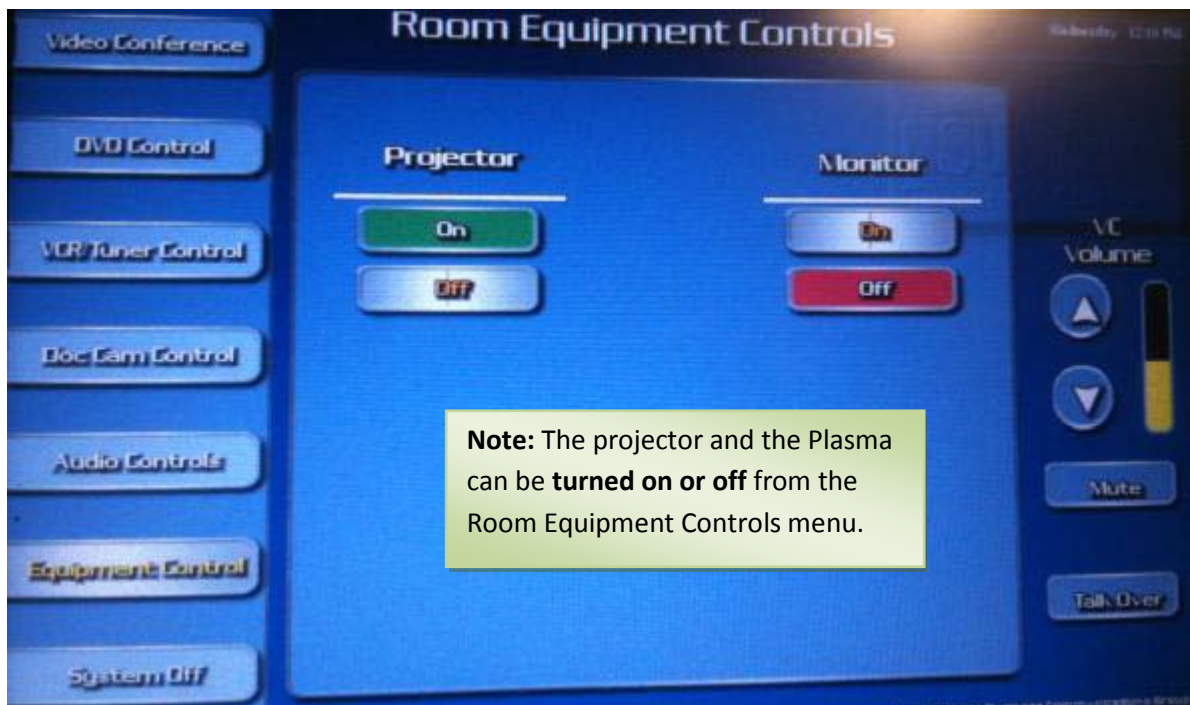 Room Equipment Controls
Video Conference
DVD Control
VCR/Tuner Control
Doc Cam Control
Audio Controls
Equipment Control
System Off
Projector
On
Off
Monitor
On
Off
Note: The projector and the Plasma
can be turned on or off from the
Room Equipment Controls menu.
VC
Volume
Mute
Talk Over